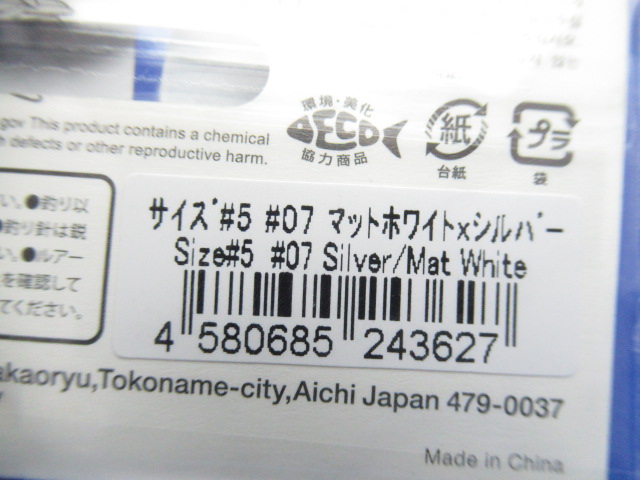 .gov This product contains a chemical
defects or other reproductive harm.
環境・美化
ECO
協力商品
紙
台紙
プラ
袋
い。●釣り以
釣り針は鋭
い。●ルアー
を確認して
てください。
サイズ#5 #07 マットホワイト×シルバー
Size#5 #07 Silver/Mat White
4 580685 243627
akaoryu,Tokoname-city,Aichi Japan 479-0037
Made in China